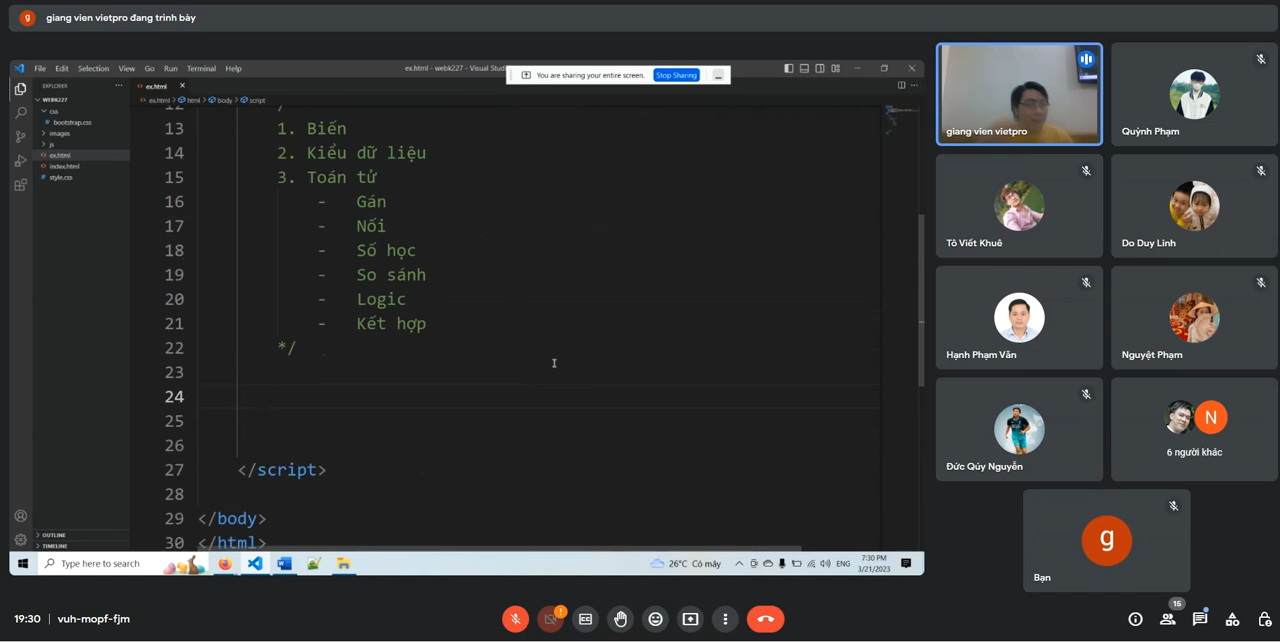 g giang vien vietpro đang trình bày
File Edit Selection View Go Run Terminal Help
ex.html - webk227 - Visual Stud
You are sharing your entire screen. Stop Sharing
EXPLORER
ex.html
WEBK227
ex.html > html > body > script
css
bootstrap.css
images
js
ex.html
index.html
style.css
12 /
13 1. Biến
14 2. Kiểu dữ liệu
15 3. Toán tử
16 - Gán
17 - Nối
18 - Số học
19 - So sánh
20 - Logic
21 - Kết hợp
22 */
23
24
25
26
27 </script>
28
29 </body>
30 </html>
OUTLINE
TIMELINE
Type here to search
26°C Có mây
ENG
7:30 PM
3/21/2023
giang vien vietpro
Quỳnh Phạm
Tô Viết Khuê
Do Duy Linh
Hạnh Phạm Văn
Nguyệt Phạm
Đức Qúy Nguyễn
N
6 người khác
g
Bạn
19:30 | vuh-mopf-fjm
15